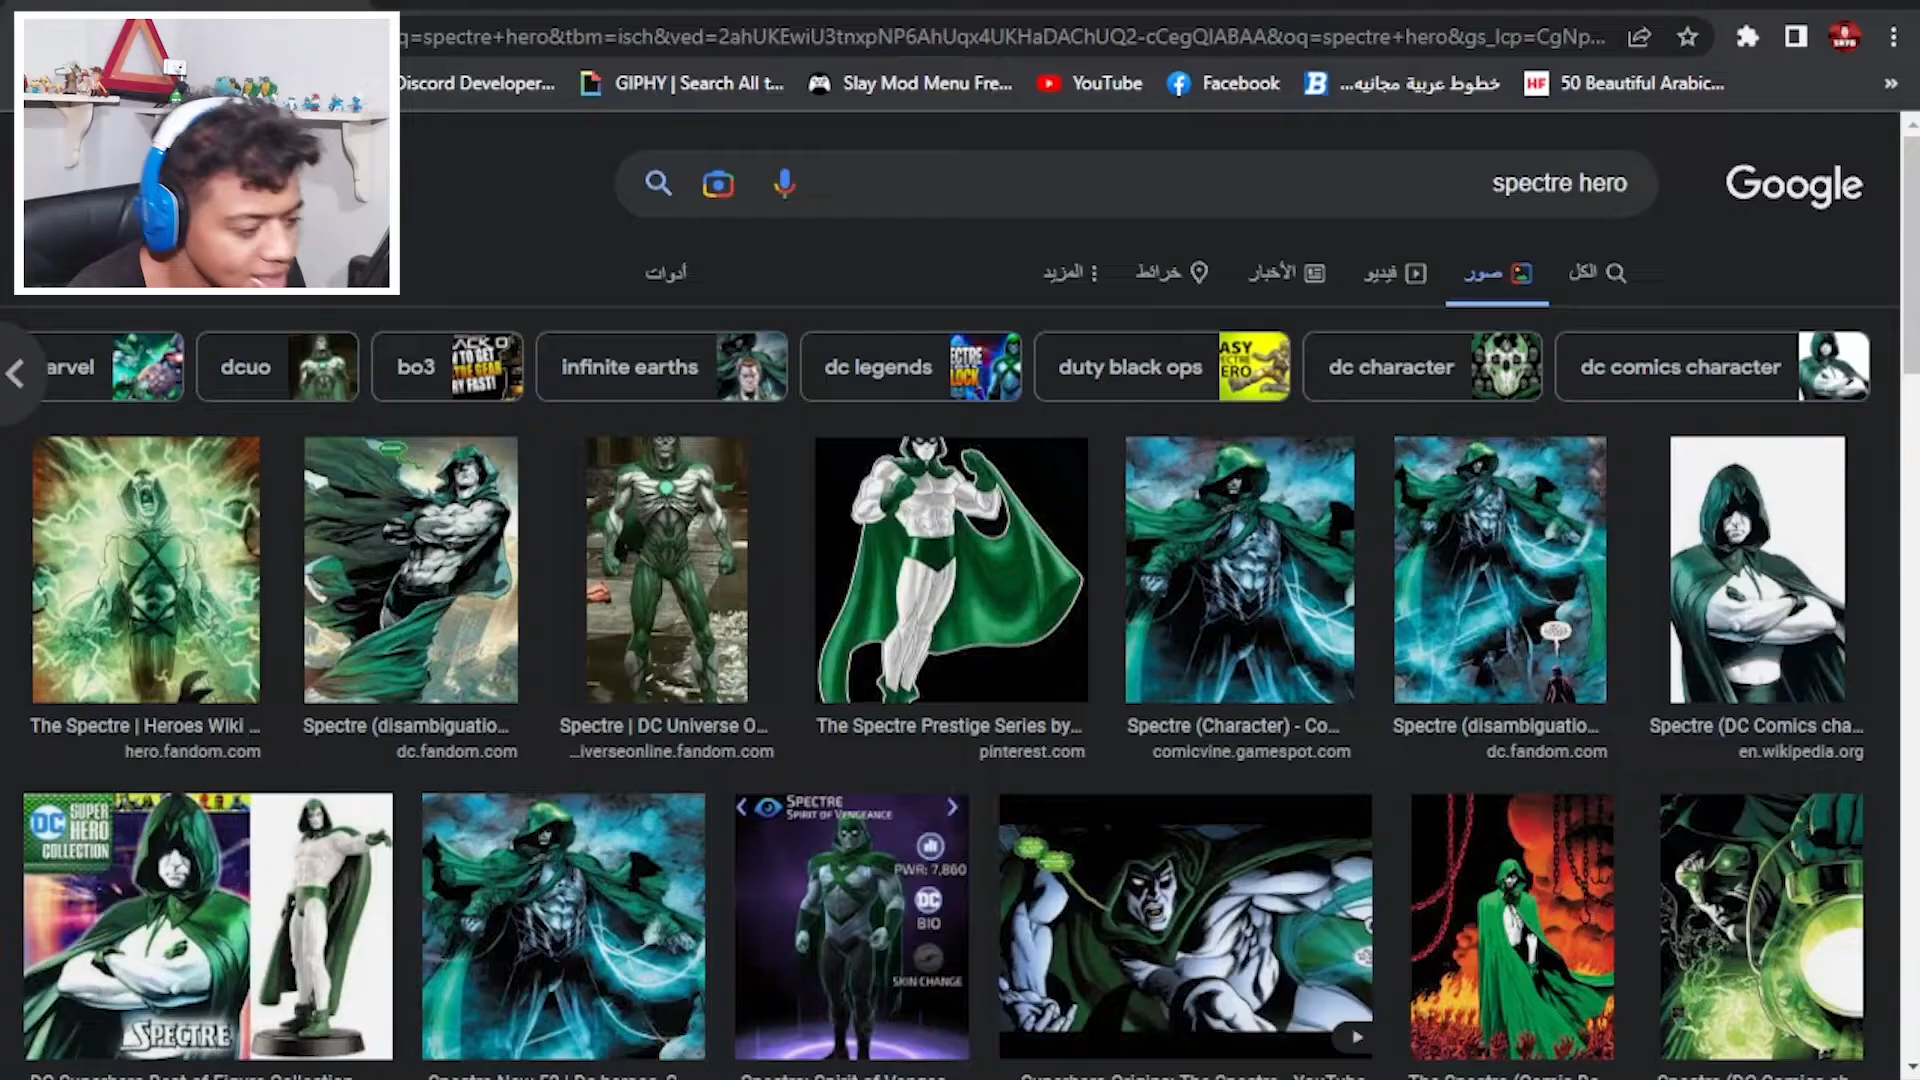 q=spectre+hero&tbm=isch&ved=2ahUKEwiU3tnxpNP6AhUqx4UKHaDAChUQ2-cCegQIABAA&oq=spectre+hero&gs_lcp=CgNp...
Discord Developer...
GIPHY | Search All t...
Slay Mod Menu Fre...
YouTube
Facebook
خطوط عربية مجانيه...
HF
50 Beautiful Arabic...
spectre hero
Google
الكل
صور
فيديو
الأخبار
خرائط
المزيد
أدوات
arvel
dcuo
bo3
infinite earths
dc legends
duty black ops
dc character
dc comics character
The Spectre | Heroes Wiki ...
hero.fandom.com
Spectre (disambiguatio...
dc.fandom.com
Spectre | DC Universe O...
...iverseonline.fandom.com
The Spectre Prestige Series by...
pinterest.com
Spectre (Character) - Co...
comicvine.gamespot.com
Spectre (disambiguatio...
dc.fandom.com
Spectre (DC Comics cha...
en.wikipedia.org
DC SUPER
HERO
COLLECTION
SPECTRE
SPECTRE
SPIRIT OF VENGEANCE
PWR: 7,860
DC
BIO
SKIN CHANGE